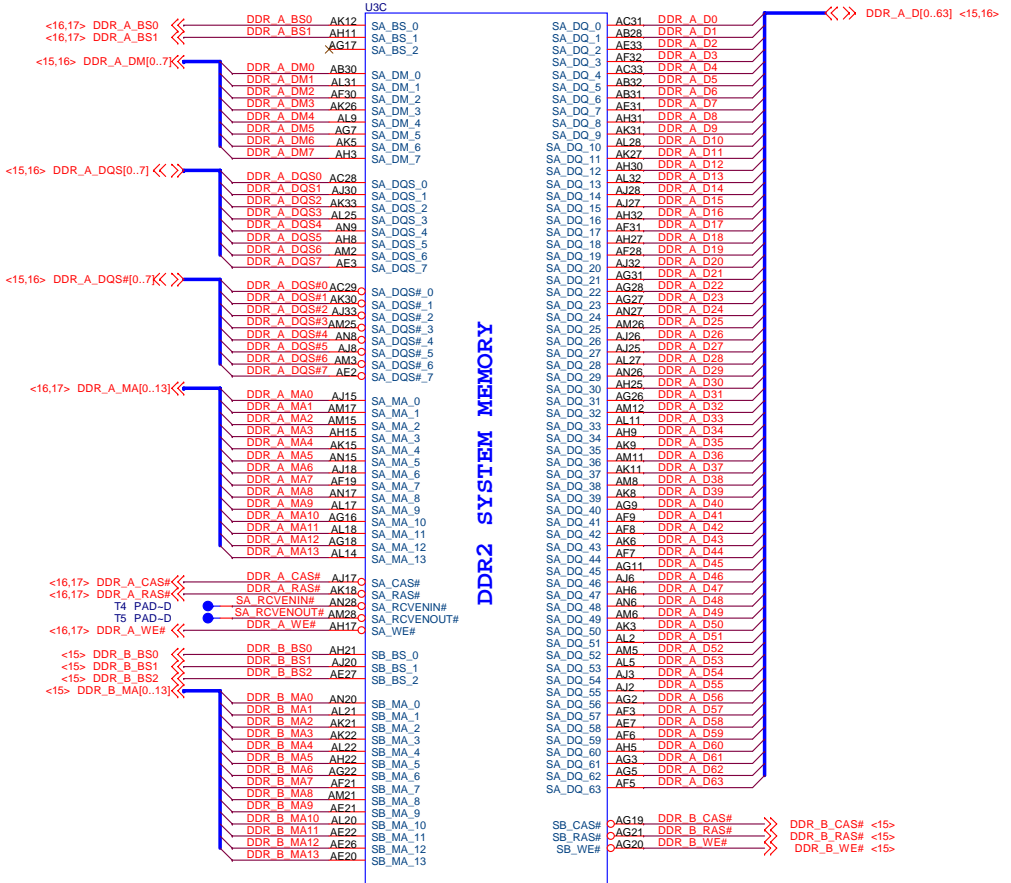 U3C
DDR2 SYSTEM MEMORY
<16,17> DDR_A_BS0 DDR_A_BS0 AK12 SA_BS_0
<16,17> DDR_A_BS1 DDR_A_BS1 AH11 SA_BS_1
AG17 SA_BS_2
<15,16> DDR_A_DM[0..7]
DDR_A_DM0 AB30 SA_DM_0
DDR_A_DM1 AL31 SA_DM_1
DDR_A_DM2 AF30 SA_DM_2
DDR_A_DM3 AK26 SA_DM_3
DDR_A_DM4 AL9 SA_DM_4
DDR_A_DM5 AG7 SA_DM_5
DDR_A_DM6 AK5 SA_DM_6
DDR_A_DM7 AH3 SA_DM_7
<15,16> DDR_A_DQS[0..7]
DDR_A_DQS0 AC28 SA_DQS_0
DDR_A_DQS1 AJ30 SA_DQS_1
DDR_A_DQS2 AK33 SA_DQS_2
DDR_A_DQS3 AL25 SA_DQS_3
DDR_A_DQS4 AN9 SA_DQS_4
DDR_A_DQS5 AH8 SA_DQS_5
DDR_A_DQS6 AM2 SA_DQS_6
DDR_A_DQS7 AE3 SA_DQS_7
<15,16> DDR_A_DQS#[0..7]
DDR_A_DQS#0 AC29 SA_DQS#_0
DDR_A_DQS#1 AK30 SA_DQS#_1
DDR_A_DQS#2 AJ33 SA_DQS#_2
DDR_A_DQS#3 AM25 SA_DQS#_3
DDR_A_DQS#4 AN8 SA_DQS#_4
DDR_A_DQS#5 AJ8 SA_DQS#_5
DDR_A_DQS#6 AM3 SA_DQS#_6
DDR_A_DQS#7 AE2 SA_DQS#_7
<16,17> DDR_A_MA[0..13]
DDR_A_MA0 AJ15 SA_MA_0
DDR_A_MA1 AM17 SA_MA_1
DDR_A_MA2 AM15 SA_MA_2
DDR_A_MA3 AH15 SA_MA_3
DDR_A_MA4 AK15 SA_MA_4
DDR_A_MA5 AN15 SA_MA_5
DDR_A_MA6 AJ18 SA_MA_6
DDR_A_MA7 AF19 SA_MA_7
DDR_A_MA8 AN17 SA_MA_8
DDR_A_MA9 AL17 SA_MA_9
DDR_A_MA10 AG16 SA_MA_10
DDR_A_MA11 AL18 SA_MA_11
DDR_A_MA12 AG18 SA_MA_12
DDR_A_MA13 AL14 SA_MA_13
<16,17> DDR_A_CAS# DDR_A_CAS# AJ17 SA_CAS#
<16,17> DDR_A_RAS# DDR_A_RAS# AK18 SA_RAS#
T4 PAD~D SA_RCVENIN# AN28 SA_RCVENIN#
T5 PAD~D SA_RCVENOUT# AM28 SA_RCVENOUT#
<16,17> DDR_A_WE# DDR_A_WE# AH17 SA_WE#
<15> DDR_B_BS0 DDR_B_BS0 AH21 SB_BS_0
<15> DDR_B_BS1 DDR_B_BS1 AJ20 SB_BS_1
<15> DDR_B_BS2 DDR_B_BS2 AE27 SB_BS_2
<15> DDR_B_MA[0..13]
DDR_B_MA0 AN20 SB_MA_0
DDR_B_MA1 AL21 SB_MA_1
DDR_B_MA2 AK21 SB_MA_2
DDR_B_MA3 AK22 SB_MA_3
DDR_B_MA4 AL22 SB_MA_4
DDR_B_MA5 AH22 SB_MA_5
DDR_B_MA6 AG22 SB_MA_6
DDR_B_MA7 AF21 SB_MA_7
DDR_B_MA8 AM21 SB_MA_8
DDR_B_MA9 AE21 SB_MA_9
DDR_B_MA10 AL20 SB_MA_10
DDR_B_MA11 AE22 SB_MA_11
DDR_B_MA12 AE26 SB_MA_12
DDR_B_MA13 AE20 SB_MA_13
DDR_A_D[0..63] <15,16>
SA_DQ_0 AC31 DDR_A_D0
SA_DQ_1 AB28 DDR_A_D1
SA_DQ_2 AE33 DDR_A_D2
SA_DQ_3 AF32 DDR_A_D3
SA_DQ_4 AC33 DDR_A_D4
SA_DQ_5 AB32 DDR_A_D5
SA_DQ_6 AB31 DDR_A_D6
SA_DQ_7 AE31 DDR_A_D7
SA_DQ_8 AH31 DDR_A_D8
SA_DQ_9 AK31 DDR_A_D9
SA_DQ_10 AL28 DDR_A_D10
SA_DQ_11 AK27 DDR_A_D11
SA_DQ_12 AH30 DDR_A_D12
SA_DQ_13 AL32 DDR_A_D13
SA_DQ_14 AJ28 DDR_A_D14
SA_DQ_15 AJ27 DDR_A_D15
SA_DQ_16 AH32 DDR_A_D16
SA_DQ_17 AF31 DDR_A_D17
SA_DQ_18 AH27 DDR_A_D18
SA_DQ_19 AF28 DDR_A_D19
SA_DQ_20 AJ32 DDR_A_D20
SA_DQ_21 AG31 DDR_A_D21
SA_DQ_22 AG28 DDR_A_D22
SA_DQ_23 AG27 DDR_A_D23
SA_DQ_24 AN27 DDR_A_D24
SA_DQ_25 AM26 DDR_A_D25
SA_DQ_26 AJ26 DDR_A_D26
SA_DQ_27 AJ25 DDR_A_D27
SA_DQ_28 AL27 DDR_A_D28
SA_DQ_29 AN26 DDR_A_D29
SA_DQ_30 AH25 DDR_A_D30
SA_DQ_31 AG26 DDR_A_D31
SA_DQ_32 AM12 DDR_A_D32
SA_DQ_33 AL11 DDR_A_D33
SA_DQ_34 AH9 DDR_A_D34
SA_DQ_35 AK9 DDR_A_D35
SA_DQ_36 AM11 DDR_A_D36
SA_DQ_37 AK11 DDR_A_D37
SA_DQ_38 AM8 DDR_A_D38
SA_DQ_39 AK8 DDR_A_D39
SA_DQ_40 AG9 DDR_A_D40
SA_DQ_41 AF9 DDR_A_D41
SA_DQ_42 AF8 DDR_A_D42
SA_DQ_43 AK6 DDR_A_D43
SA_DQ_44 AF7 DDR_A_D44
SA_DQ_45 AG11 DDR_A_D45
SA_DQ_46 AJ6 DDR_A_D46
SA_DQ_47 AH6 DDR_A_D47
SA_DQ_48 AN6 DDR_A_D48
SA_DQ_49 AM6 DDR_A_D49
SA_DQ_50 AK3 DDR_A_D50
SA_DQ_51 AL2 DDR_A_D51
SA_DQ_52 AM5 DDR_A_D52
SA_DQ_53 AL5 DDR_A_D53
SA_DQ_54 AJ3 DDR_A_D54
SA_DQ_55 AJ2 DDR_A_D55
SA_DQ_56 AG2 DDR_A_D56
SA_DQ_57 AF3 DDR_A_D57
SA_DQ_58 AE7 DDR_A_D58
SA_DQ_59 AF6 DDR_A_D59
SA_DQ_60 AH5 DDR_A_D60
SA_DQ_61 AG3 DDR_A_D61
SA_DQ_62 AG5 DDR_A_D62
SA_DQ_63 AF5 DDR_A_D63
SB_CAS# AG19 DDR_B_CAS# DDR_B_CAS# <15>
SB_RAS# AG21 DDR_B_RAS# DDR_B_RAS# <15>
SB_WE# AG20 DDR_B_WE# DDR_B_WE# <15>